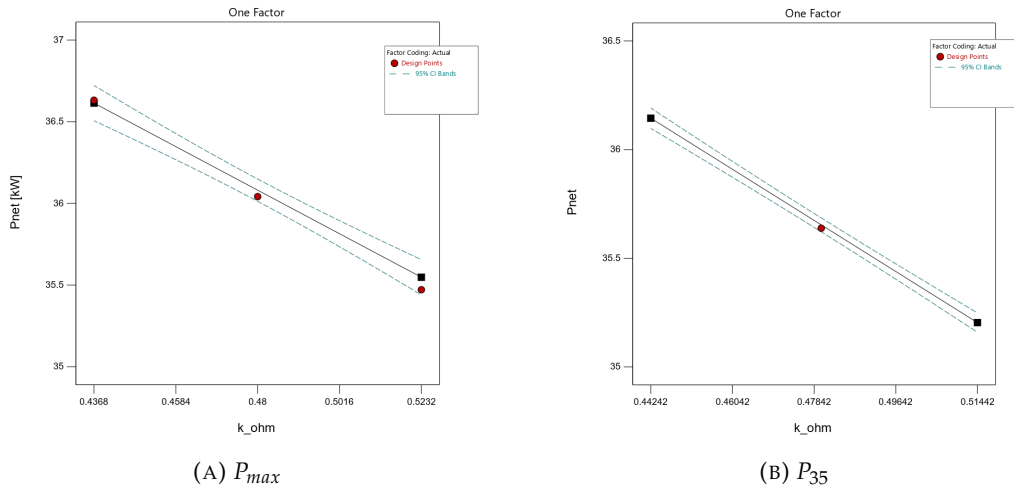 One Factor
37
36.5
36
35.5
35
Pnet [kW]
0.4368 0.4584 0.48 0.5016 0.5232
k_ohm
Factor Coding: Actual
Design Points
95% CI Bands
(A) Pmax
One Factor
36.5
36
35.5
35
Pnet
0.44242 0.46042 0.47842 0.49642 0.51442
k_ohm
Factor Coding: Actual
Design Points
95% CI Bands
(B) P35